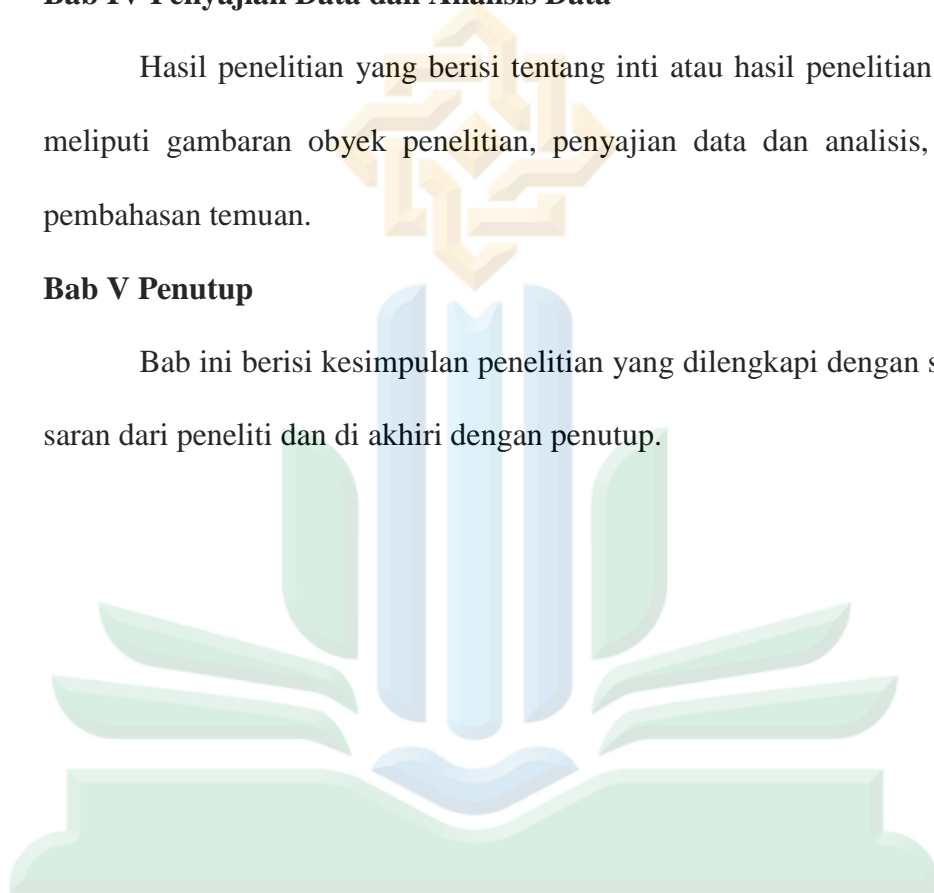 Bab IV Penyajian Data dan Analisis Data
Hasil penelitian yang berisi tentang inti atau hasil penelitian
meliputi gambaran obyek penelitian, penyajian data dan analisis,
pembahasan temuan.
Bab V Penutup
Bab ini berisi kesimpulan penelitian yang dilengkapi dengan
saran dari peneliti dan di akhiri dengan penutup.